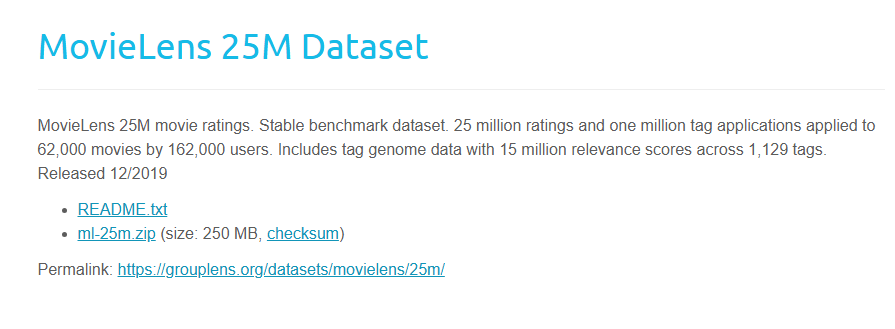 MovieLens 25M Dataset
MovieLens 25M movie ratings. Stable benchmark dataset. 25 million ratings and one million tag applications applied to
62,000 movies by 162,000 users. Includes tag genome data with 15 million relevance scores across 1,129 tags.
Released 12/2019
• README.txt
• ml-25m.zip (size: 250 MB, checksum)
Permalink: https://grouplens.org/datasets/movielens/25m/